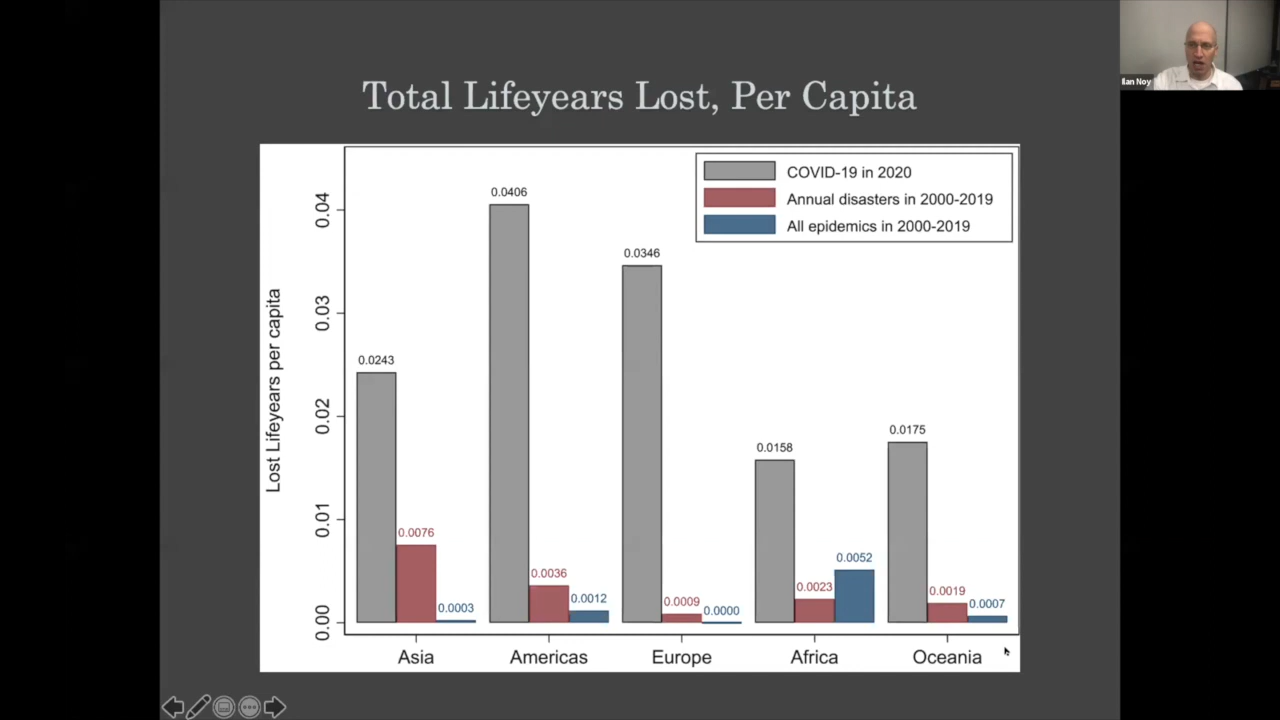 Total Lifeyears Lost, Per Capita
Ilan Noy
COVID-19 in 2020
Annual disasters in 2000-2019
All epidemics in 2000-2019
Lost Lifeyears per capita
0.04
0.03
0.02
0.01
0.00
0.0243
0.0076
0.0003
0.0406
0.0036
0.0012
0.0346
0.0009
0.0000
0.0158
0.0023
0.0052
0.0175
0.0019
0.0007
Asia
Americas
Europe
Africa
Oceania